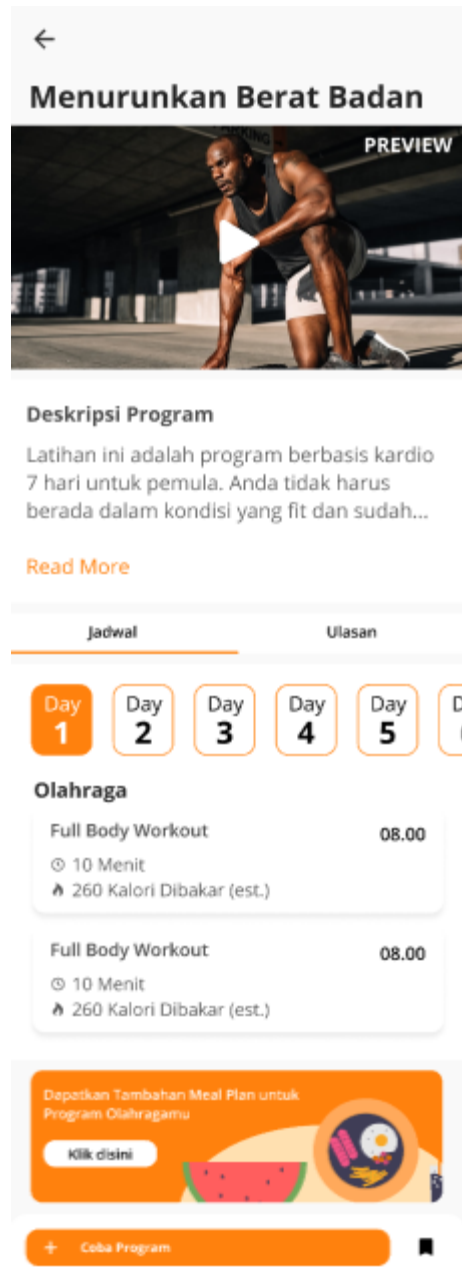 Menurunkan Berat Badan
PREVIEW
Deskripsi Program
Latihan ini adalah program berbasis kardio
7 hari untuk pemula. Anda tidak harus
berada dalam kondisi yang fit dan sudah...
Read More
Jadwal
Ulasan
Day 1
Day 2
Day 3
Day 4
Day 5
Olahraga
Full Body Workout
08.00
10 Menit
260 Kalori Dibakar (est.)
Full Body Workout
08.00
10 Menit
260 Kalori Dibakar (est.)
Dapatkan Tambahan Meal Plan untuk
Program Olahragamu
Klik disini
+ Coba Program